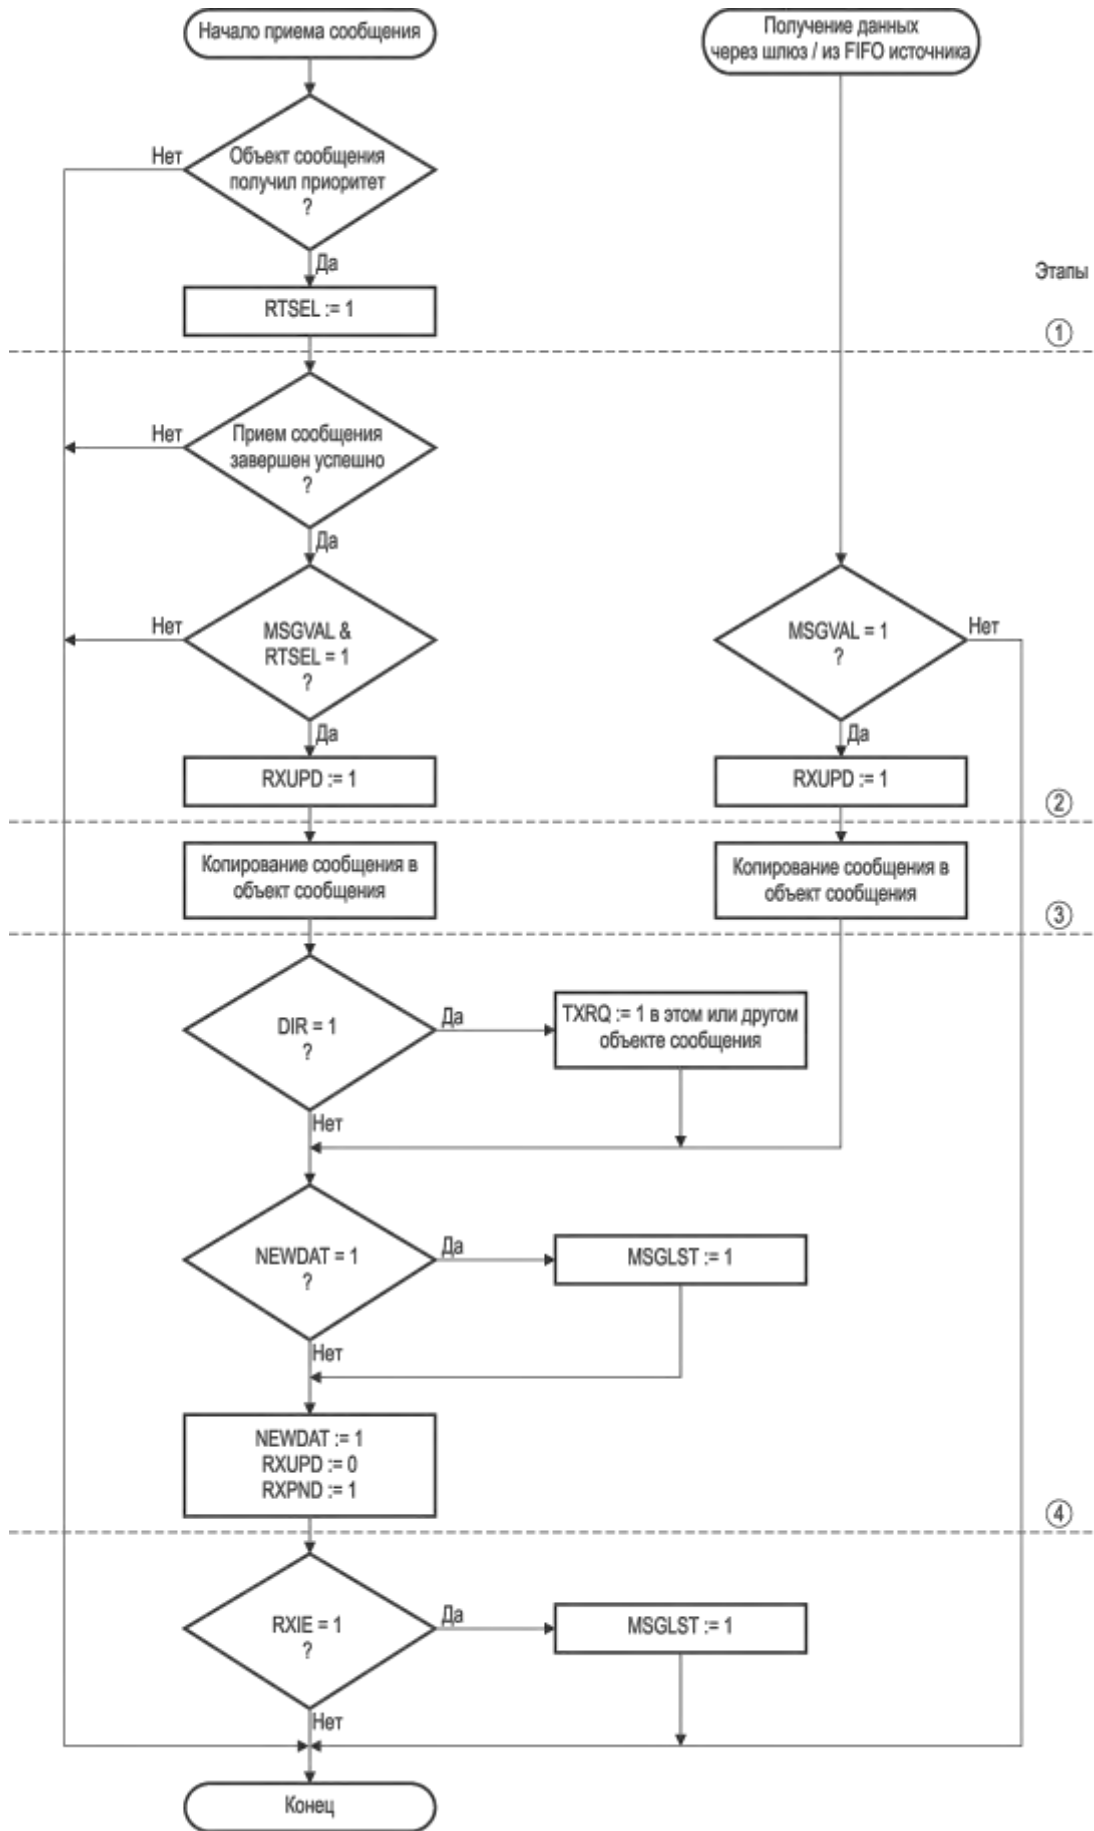 Начало приема сообщения
Получение данных
через шлюз / из FIFO источника
Нет
Объект сообщения
получил приоритет
?
Да
Этапы
RTSEL := 1
1
Нет
Прием сообщения
завершен успешно
?
Да
Нет
MSGVAL &
RTSEL = 1
?
MSGVAL = 1
?
Нет
Да
Да
RXUPD := 1
RXUPD := 1
2
Копирование сообщения в
объект сообщения
Копирование сообщения в
объект сообщения
3
DIR = 1
?
Да
TXRQ := 1 в этом или другом
объекте сообщения
Нет
NEWDAT = 1
?
Да
MSGLST := 1
Нет
NEWDAT := 1
RXUPD := 0
RXPND := 1
4
RXIE = 1
?
Да
MSGLST := 1
Нет
Конец